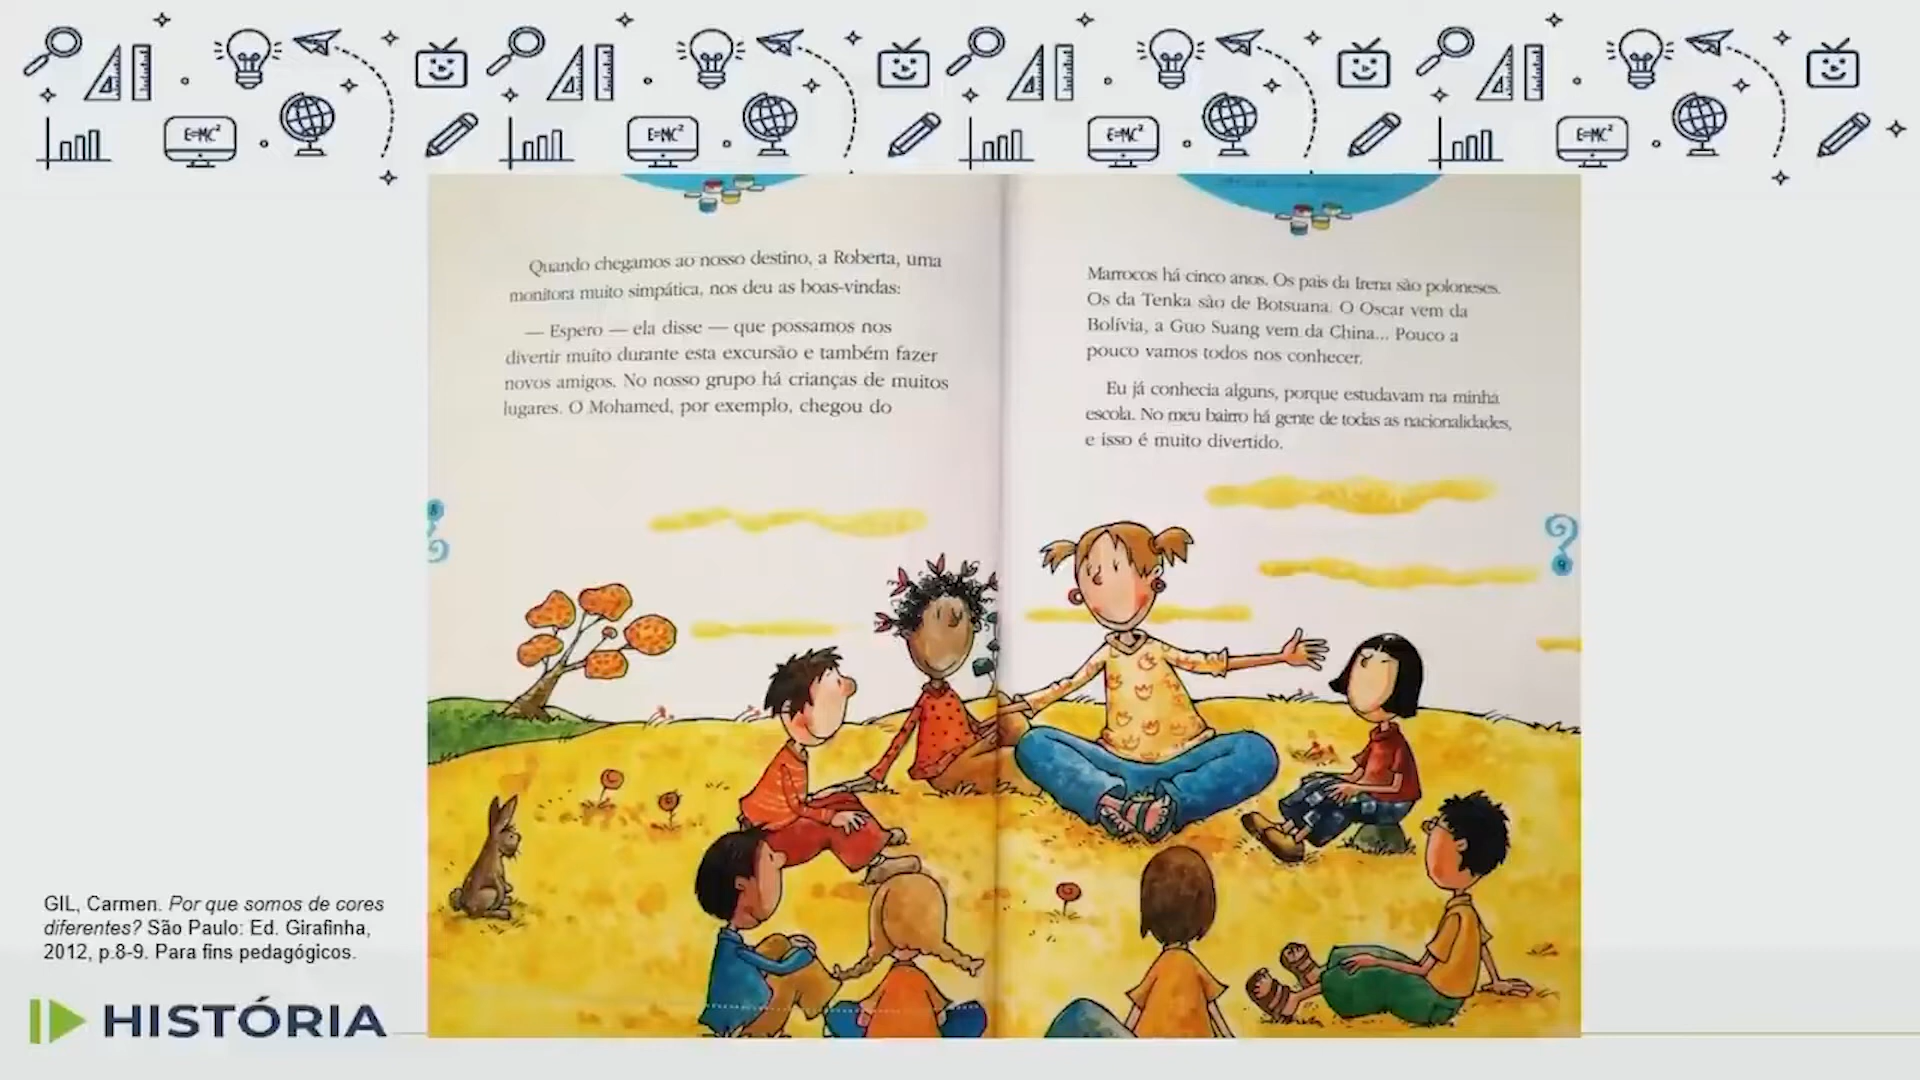 E=MC²
E=MC²
E=MC²
E=MC²
Quando chegamos ao nosso destino, a Roberta, uma
monitora muito simpática, nos deu as boas-vindas:
— Espero — ela disse — que possamos nos
divertir muito durante esta excursão e também fazer
novos amigos. No nosso grupo há crianças de muitos
lugares. O Mohamed, por exemplo, chegou do
8
Marrocos há cinco anos. Os pais da Irena são poloneses.
Os da Tenka são de Botsuana. O Oscar vem da
Bolívia, a Guo Suang vem da China... Pouco a
pouco vamos todos nos conhecer.
Eu já conhecia alguns, porque estudavam na minha
escola. No meu bairro há gente de todas as nacionalidades,
e isso é muito divertido.
9
GIL, Carmen. Por que somos de cores
diferentes? São Paulo: Ed. Girafinha,
2012, p.8-9. Para fins pedagógicos.
HISTÓRIA